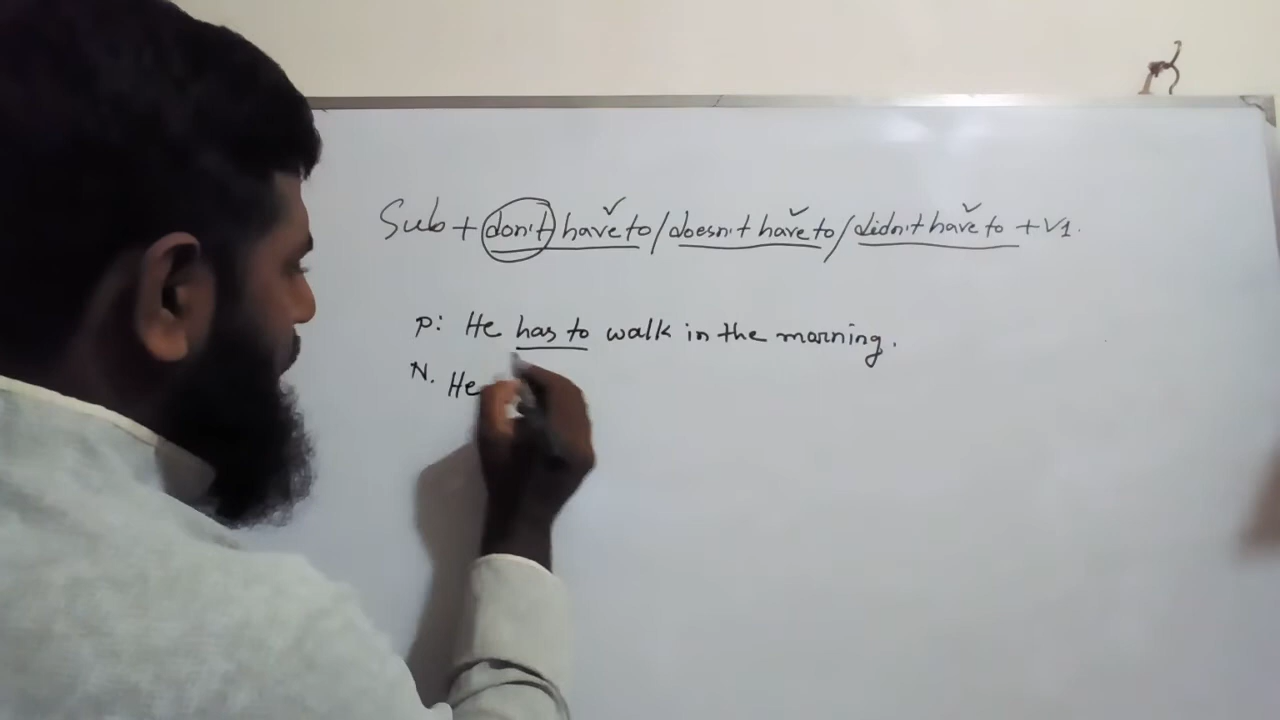 Sub + don't have to / doesn't have to / didn't have to + V1.
P: He has to walk in the morning.
N. He